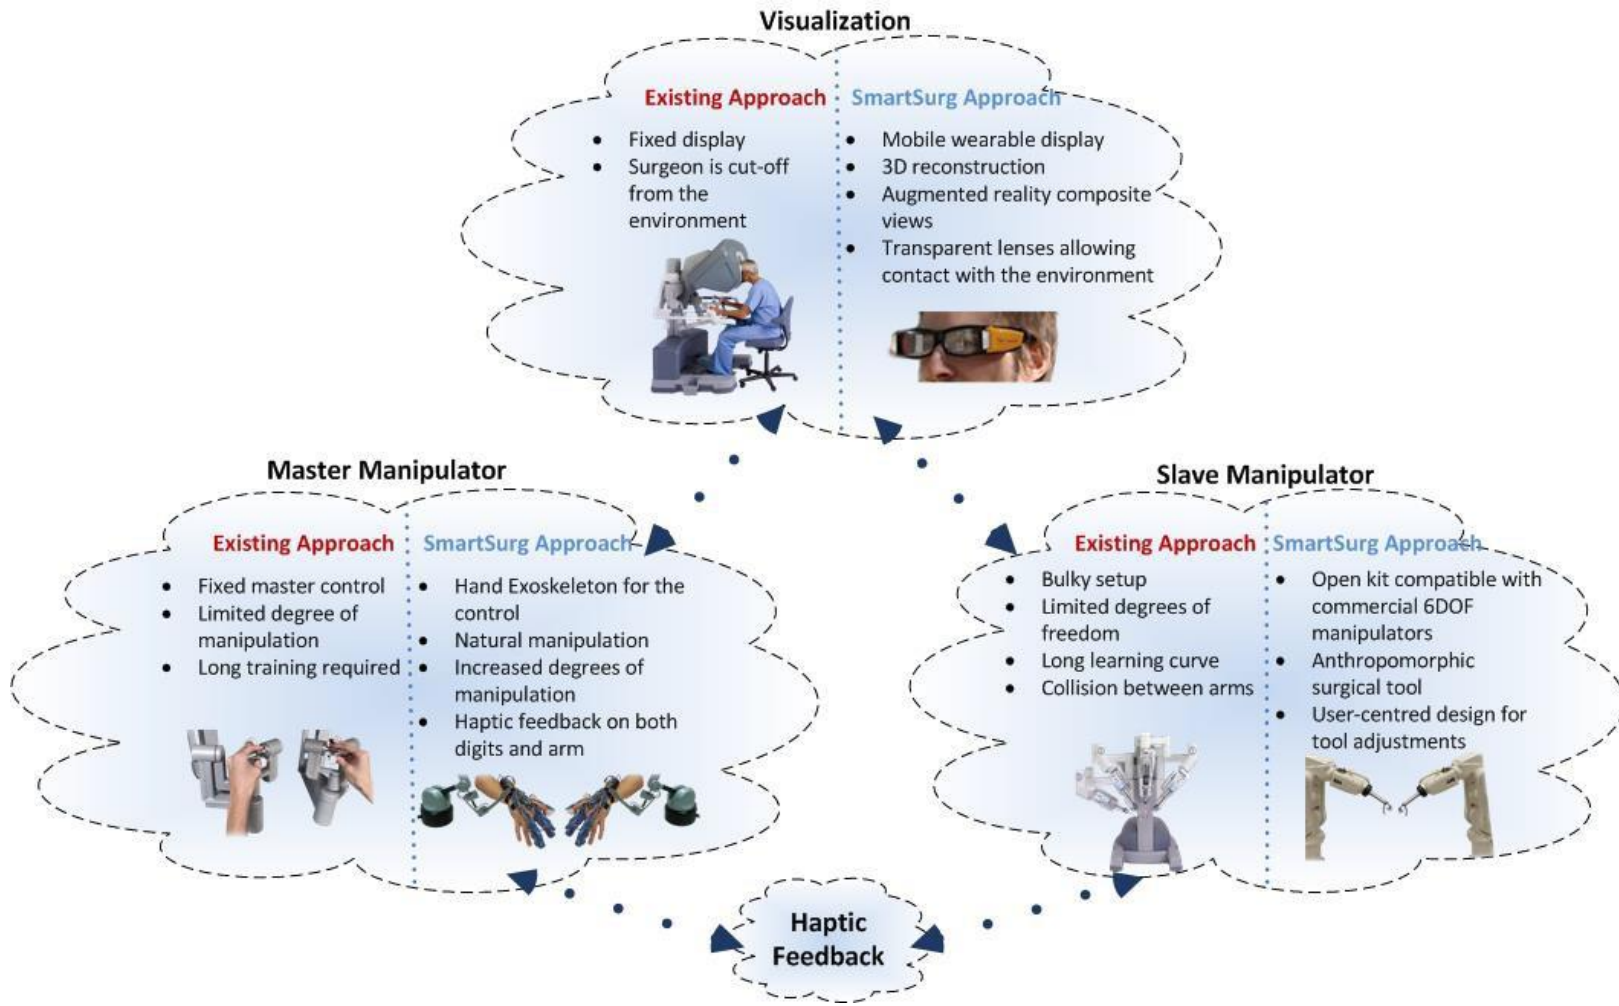 Visualization
Existing Approach
• Fixed display
• Surgeon is cut-off
from the
environment
SmartSurg Approach
• Mobile wearable display
• 3D reconstruction
• Augmented reality composite
views
• Transparent lenses allowing
contact with the environment
Master Manipulator
Existing Approach
• Fixed master control
• Limited degree of
manipulation
• Long training required
SmartSurg Approach
• Hand Exoskeleton for the
control
• Natural manipulation
• Increased degrees of
manipulation
• Haptic feedback on both
digits and arm
Slave Manipulator
Existing Approach
• Bulky setup
• Limited degrees of
freedom
• Long learning curve
• Collision between arms
SmartSurg Approach
• Open kit compatible with
commercial 6DOF
manipulators
• Anthropomorphic
surgical tool
• User-centred design for
tool adjustments
Haptic
Feedback